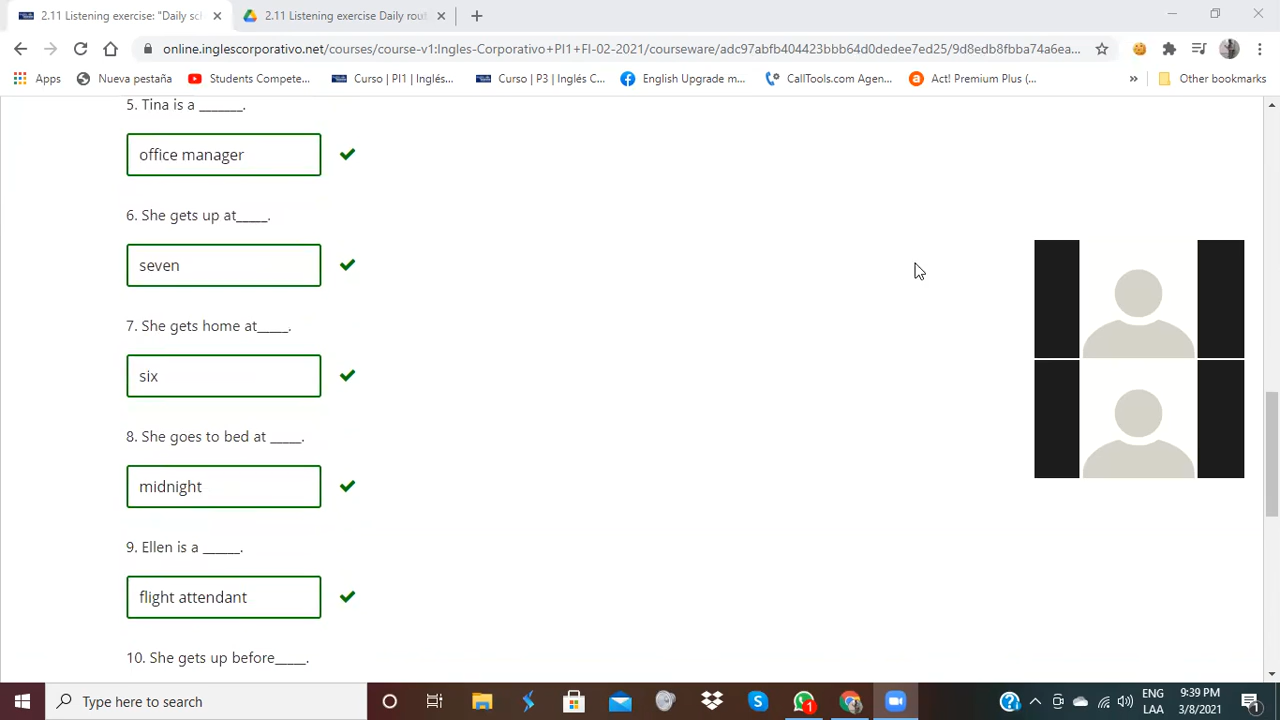 2.11 Listening exercise: "Daily sc
2.11 Listening exercise Daily rout
online.inglescorporativo.net/courses/course-v1:Ingles-Corporativo+PI1+FI-02-2021/courseware/adc97abfb404423bbb64d0dedee7ed25/9d8edb8fbba74a6ea...
Apps
Nueva pestaña
Students Compete...
Curso | PI1 | Inglés...
Curso | P3 | Inglés C...
English Upgrade m...
CallTools.com Agen...
Act! Premium Plus (...
»
Other bookmarks
5. Tina is a _______.
office manager
6. She gets up at_____.
seven
7. She gets home at_____.
six
8. She goes to bed at _____.
midnight
9. Ellen is a ______.
flight attendant
10. She gets up before_____.
Type here to search
1
ENG
LAA
9:39 PM
3/8/2021
1